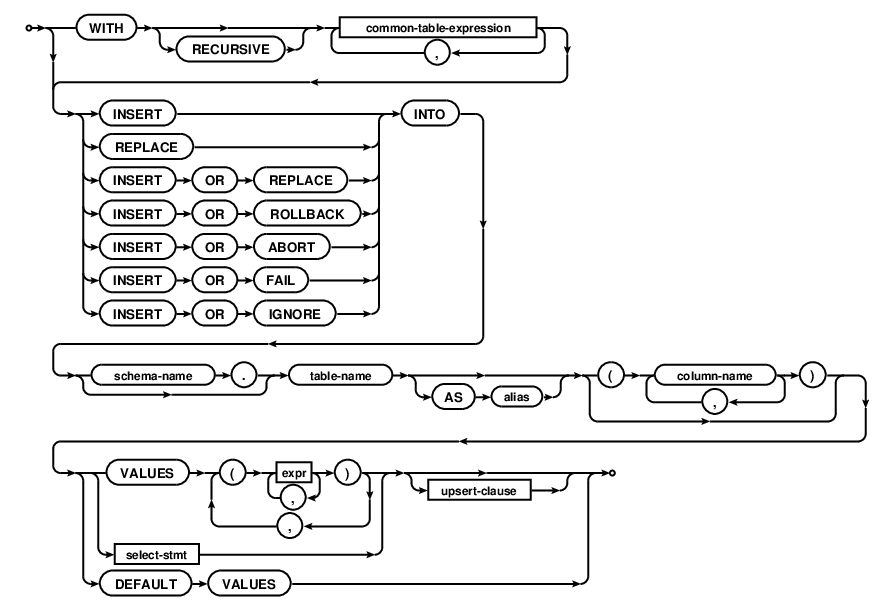 WITH RECURSIVE common-table-expression
,
INSERT INTO
REPLACE
INSERT OR REPLACE
INSERT OR ROLLBACK
INSERT OR ABORT
INSERT OR FAIL
INSERT OR IGNORE
schema-name . table-name AS alias ( column-name )
,
VALUES ( expr ) upsert-clause
,
,
select-stmt
DEFAULT VALUES